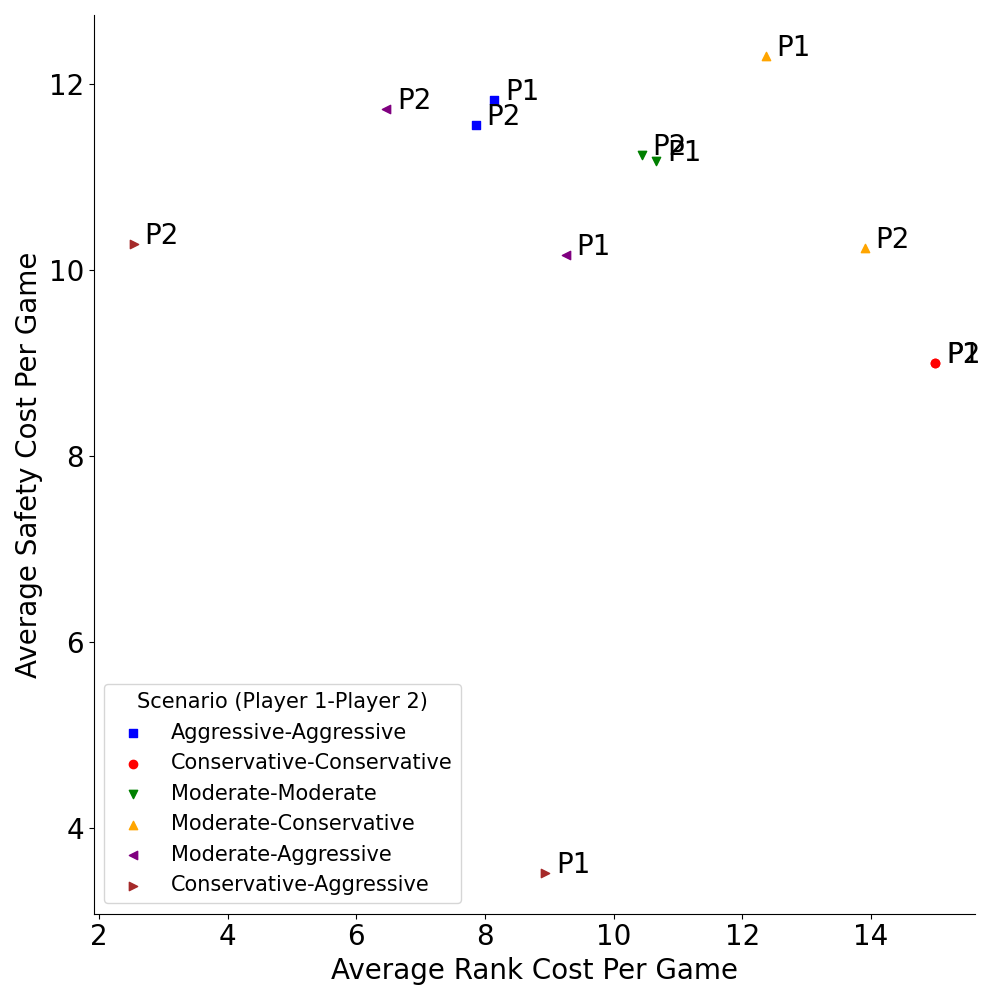 Average Safety Cost Per Game
12
10
8
6
4
P1
P2
P1
P2
P2
P1
P2
P1
P2
P2
P1
P2
P1
Scenario (Player 1-Player 2)
Aggressive-Aggressive
Conservative-Conservative
Moderate-Moderate
Moderate-Conservative
Moderate-Aggressive
Conservative-Aggressive
2 4 6 8 10 12 14
Average Rank Cost Per Game